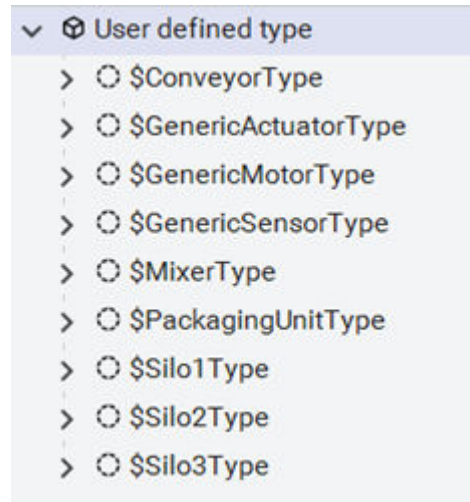 User defined type
$ConveyorType
$GenericActuatorType
$GenericMotorType
$GenericSensorType
$MixerType
$PackagingUnitType
$Silo1Type
$Silo2Type
$Silo3Type